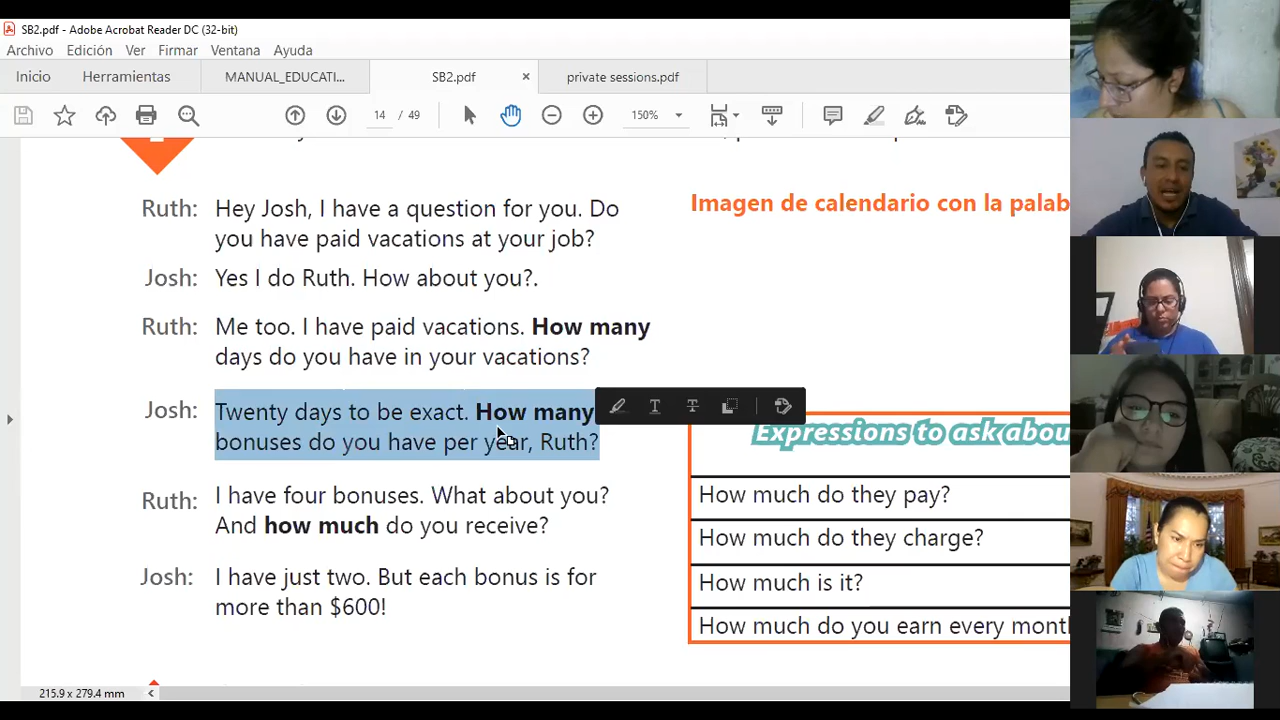 SB2.pdf - Adobe Acrobat Reader DC (32-bit)
Archivo Edición Ver Firmar Ventana Ayuda
Inicio Herramientas MANUAL_EDUCATI... SB2.pdf × private sessions.pdf
14 / 49 150%
Ruth: Hey Josh, I have a question for you. Do
you have paid vacations at your job?
Josh: Yes I do Ruth. How about you?.
Ruth: Me too. I have paid vacations. How many
days do you have in your vacations?
Josh: Twenty days to be exact. How many
bonuses do you have per year, Ruth?
Ruth: I have four bonuses. What about you?
And how much do you receive?
Josh: I have just two. But each bonus is for
more than $600!
Imagen de calendario con la palab
Expressions to ask abou
How much do they pay?
How much do they charge?
How much is it?
How much do you earn every month
215.9 x 279.4 mm